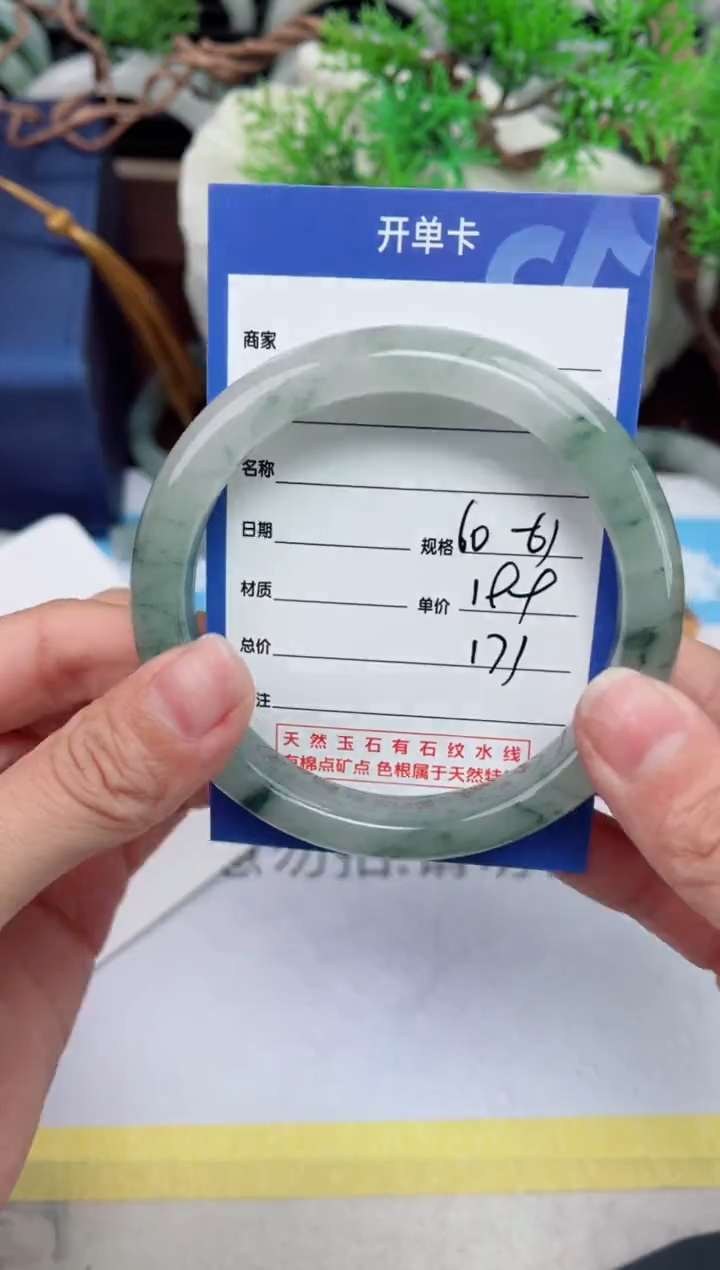 开单卡
商家
名称
日期 规格 60-61
材质 单价 199
总价 171
注
天然玉石有石纹水线
有棉点矿点 色根属于天然特